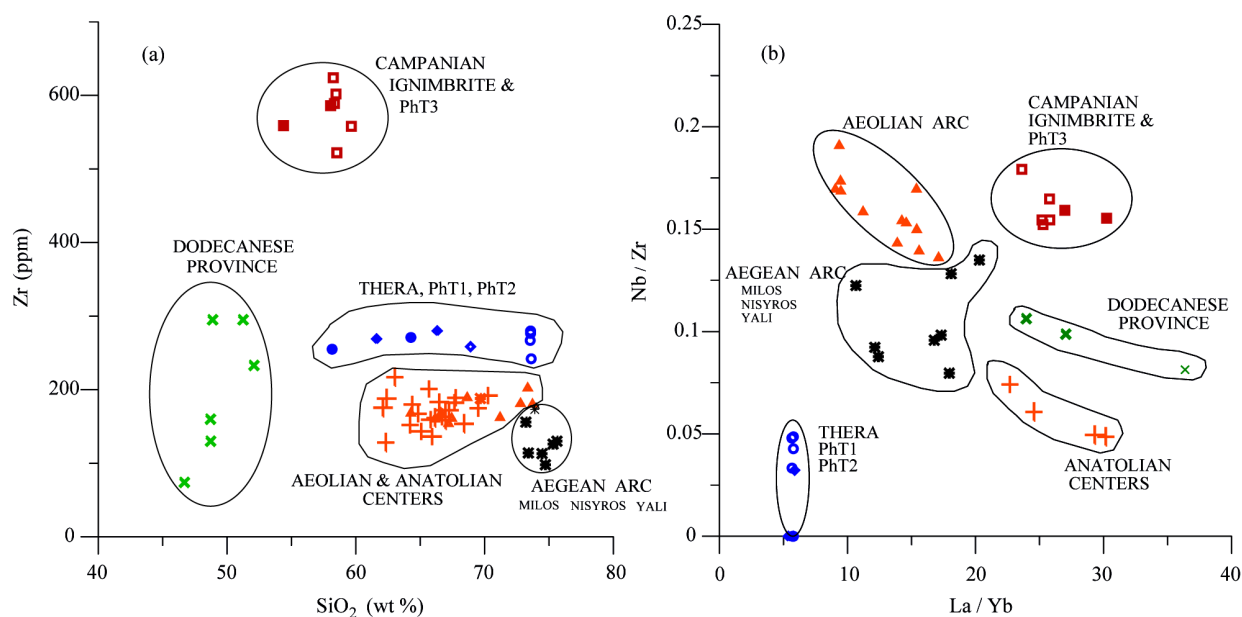 (a)
CAMPANIAN
IGNIMBRITE &
PhT3
600
Zr (ppm)
400
DODECANESE
PROVINCE
THERA, PhT1, PhT2
200
AEOLIAN & ANATOLIAN
CENTERS
AEGEAN ARC
MILOS NISYROS YALI
0
40
50
60
70
80
SiO2 (wt %)
0.25
(b)
0.2
AEOLIAN ARC
CAMPANIAN
IGNIMBRITE &
PhT3
0.15
Nb / Zr
AEGEAN ARC
MILOS
NISYROS
YALI
0.1
DODECANESE
PROVINCE
0.05
THERA
PhT1
PhT2
ANATOLIAN
CENTERS
0
0
10
20
30
40
La / Yb